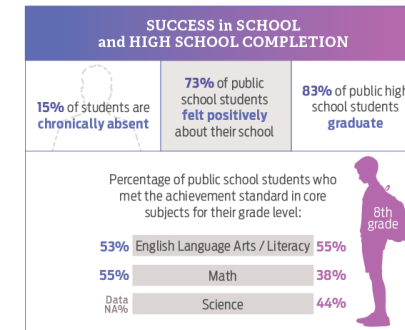 SUCCESS in SCHOOL
and HIGH SCHOOL COMPLETION
15% of students are
chronically absent
73% of public
school students
felt positively
about their school
83% of public high
school students
graduate
Percentage of public school students who
met the achievement standard in core
subjects for their grade level:
8th
grade
53% English Language Arts / Literacy 55%
55% Math 38%
Data
NA% Science 44%